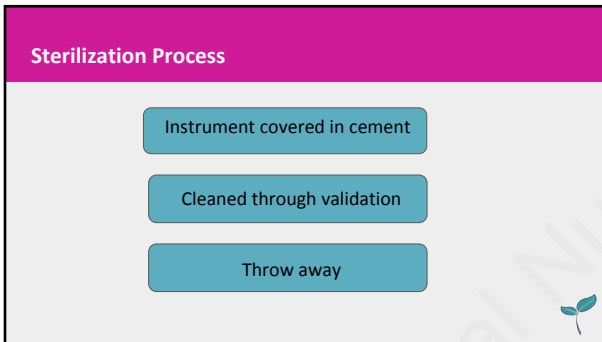 Sterilization Process
Instrument covered in cement
Cleaned through validation
Throw away